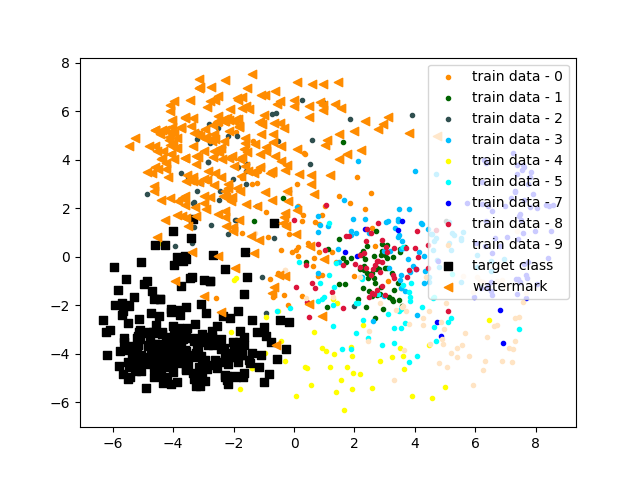 8
6
4
2
0
−2
−4
−6
−6
−4
−2
0
2
4
6
8
train data - 0
train data - 1
train data - 2
train data - 3
train data - 4
train data - 5
train data - 7
train data - 8
train data - 9
target class
watermark